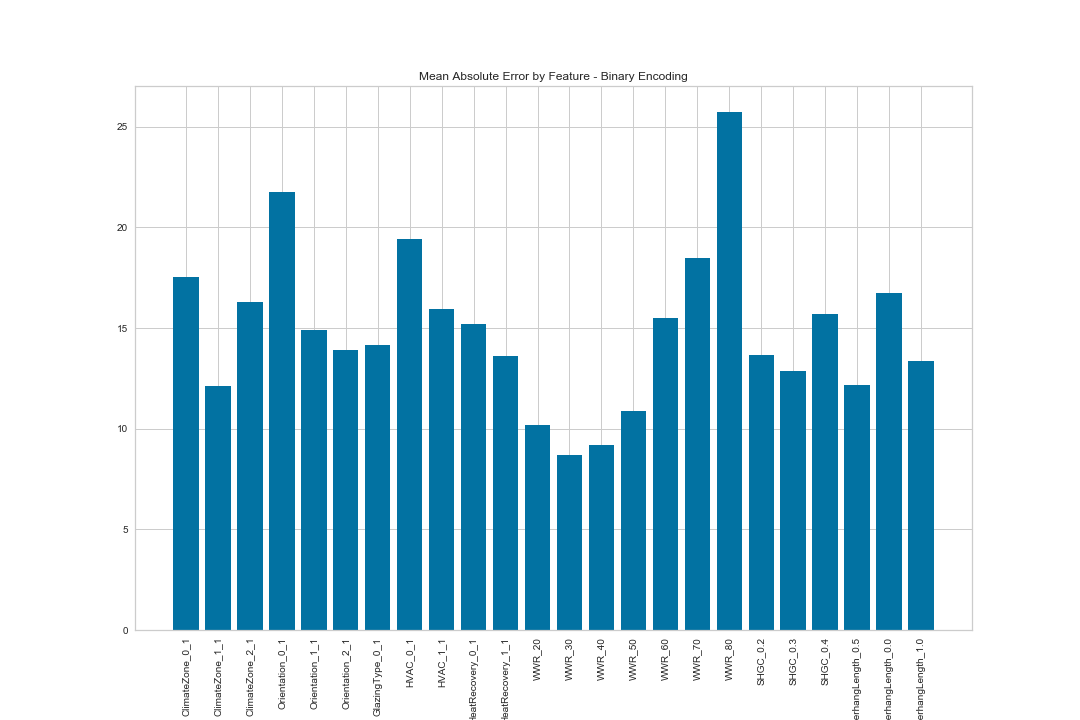 Mean Absolute Error by Feature - Binary Encoding
25
20
15
10
5
0
ClimateZone_0_1
ClimateZone_1_1
ClimateZone_2_1
Orientation_0_1
Orientation_1_1
Orientation_2_1
GlazingType_0_1
HVAC_0_1
HVAC_1_1
HeatRecovery_0_1
HeatRecovery_1_1
WWR_20
WWR_30
WWR_40
WWR_50
WWR_60
WWR_70
WWR_80
SHGC_0.2
SHGC_0.3
SHGC_0.4
erhangLength_0.5
erhangLength_0.0
erhangLength_1.0